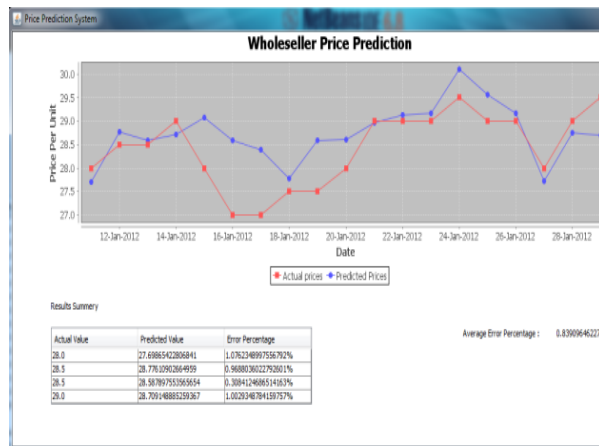 Price Prediction System
Wholeseller Price Prediction
30.0
29.5
29.0
28.5
28.0
27.5
27.0
Price Per Unit
12-Jan-2012 14-Jan-2012 16-Jan-2012 18-Jan-2012 20-Jan-2012 22-Jan-2012 24-Jan-2012 26-Jan-2012 28-Jan-2012
Date
Actual prices Predicted Prices
Results Summery
Average Error Percentage : 0.83909646227
Actual Value Predicted Value Error Percentage
28.0 27.69865422806841 1.0762348997556792%
28.5 28.77610902664959 0.9688036022792601%
28.5 28.587897553565654 0.3084124686514163%
29.0 28.709148885259367 1.0029348784159757%